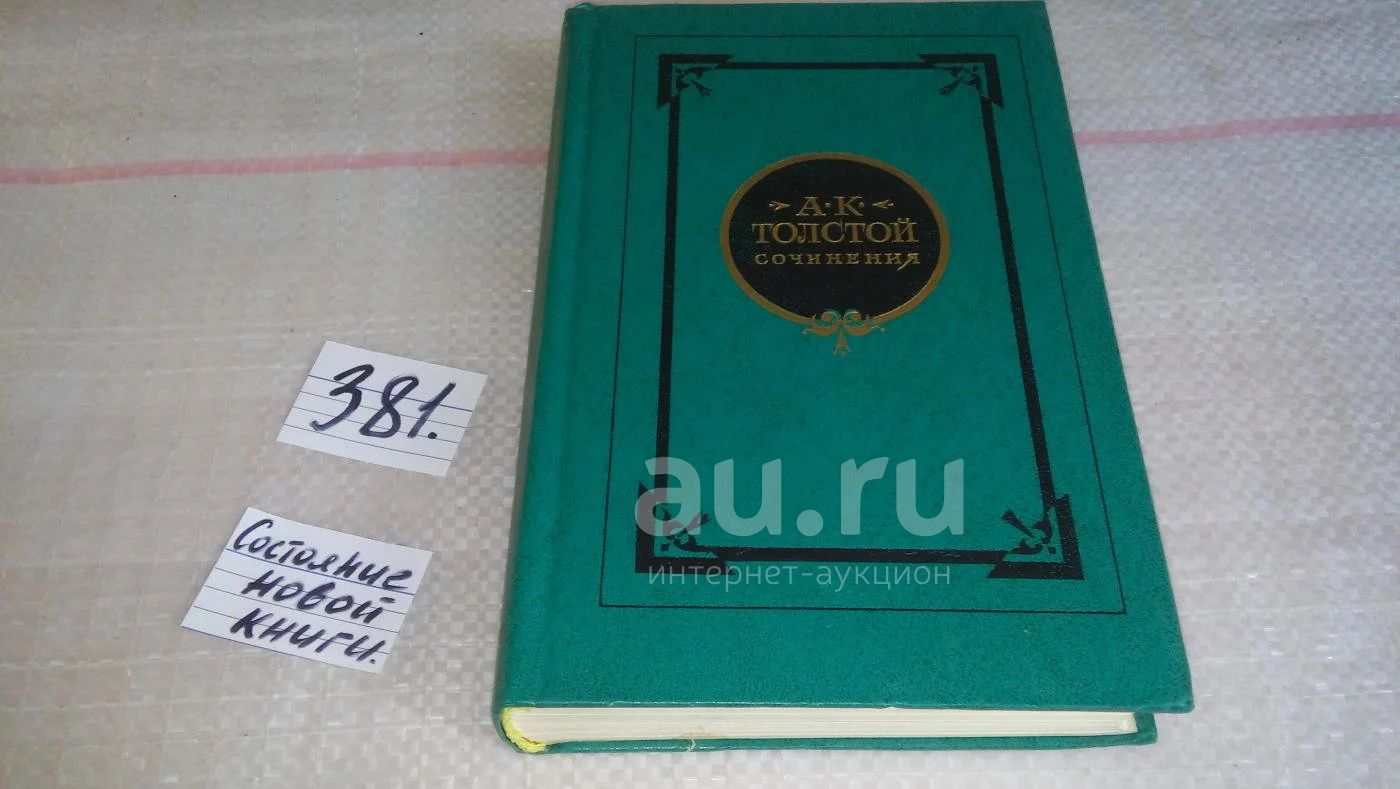 А·К·
ТОЛСТОЙ
СОЧИНЕНИЯ
381.
Состояние
новой
книги.
au.ru
интернет-аукцион